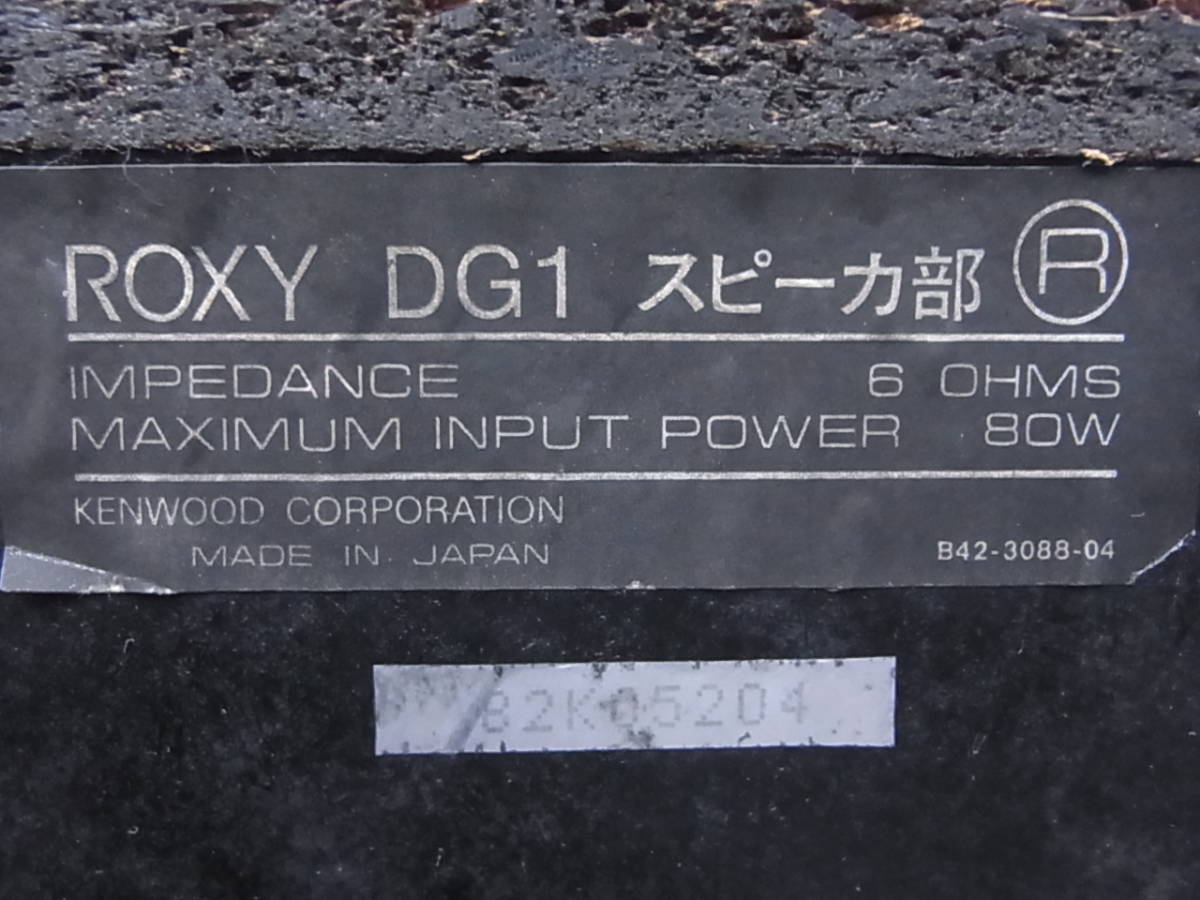 ROXY DG1 スピーカ部 Ⓡ
IMPEDANCE 6 OHMS
MAXIMUM INPUT POWER 80W
KENWOOD CORPORATION
MADE IN JAPAN
B42-3088-04
82K05204